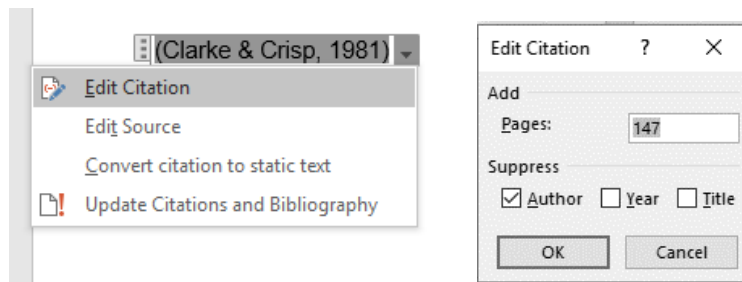 (Clarke & Crisp, 1981)
Edit Citation
Edit Source
Convert citation to static text
Update Citations and Bibliography
Edit Citation ?
Add
Pages: 147
Suppress
Author Year Title
OK Cancel